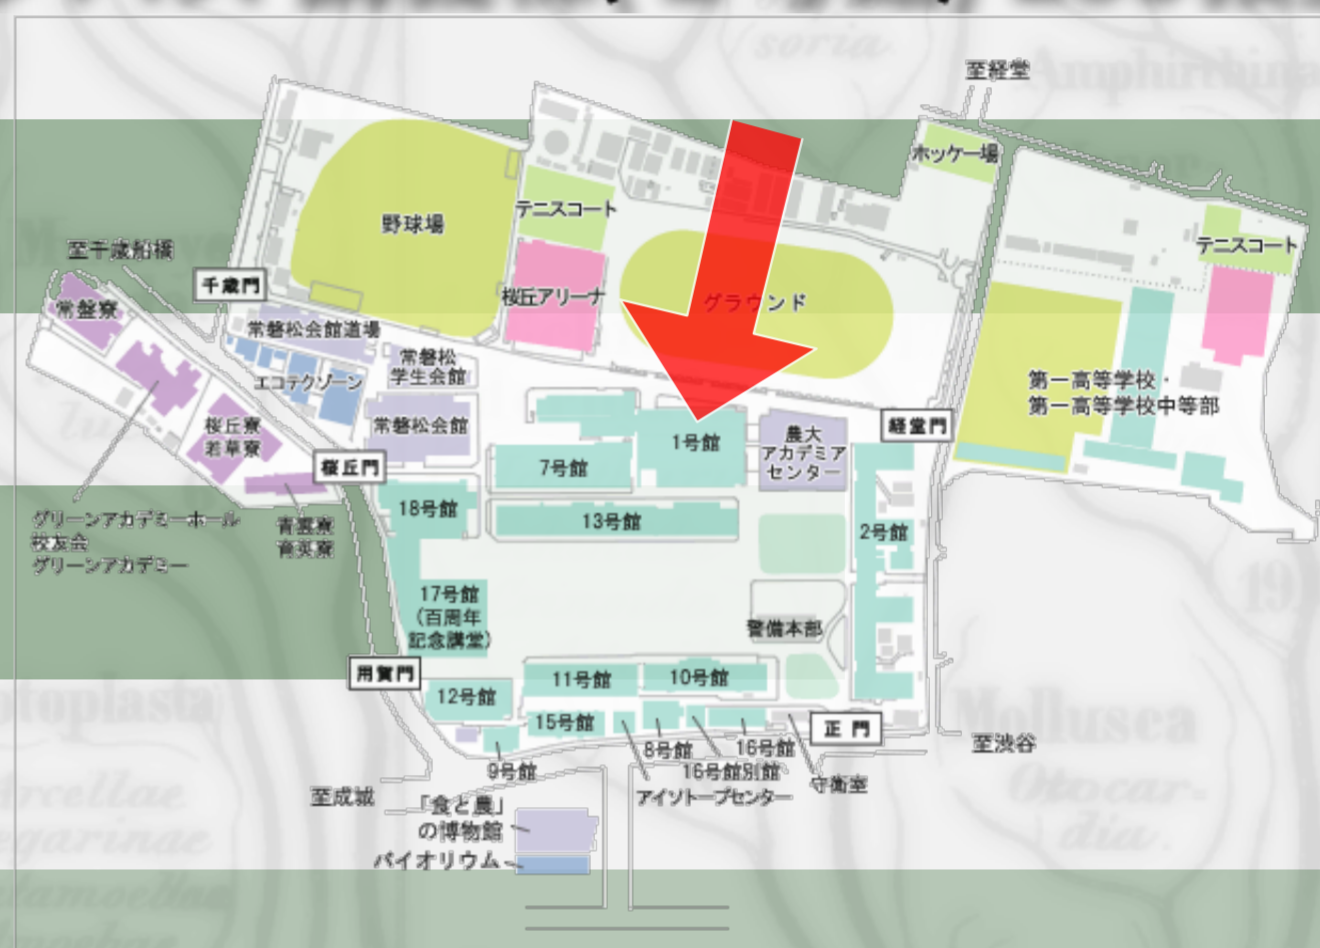 soria
Amphirrhina
至経堂
ホッケー場
野球場
テニスコート
テニスコート
至千歳船橋
千歳門
常盤寮
常磐松会館道場
桜丘アリーナ
グラウンド
常磐松
学生会館
エコテクゾーン
第一高等学校・
第一高等学校中等部
桜丘寮
若草寮
常磐松会館
経堂門
1号館
農大
アカデミア
センター
桜丘門
7号館
18号館
13号館
2号館
グリーンアカデミーホール
校友会
グリーンアカデミー
青雲寮
育英寮
17号館
(百周年
記念講堂)
警備本部
19
用賀門
11号館
10号館
12号館
otoplasta
Mollusca
15号館
正門
8号館
16号館
至渋谷
9号館
16号館別館
アイソトープセンター
守衛室
至成城
「食と農」
の博物館
バイオリウム
Arcellae
egarinae
Otocar-
dia.